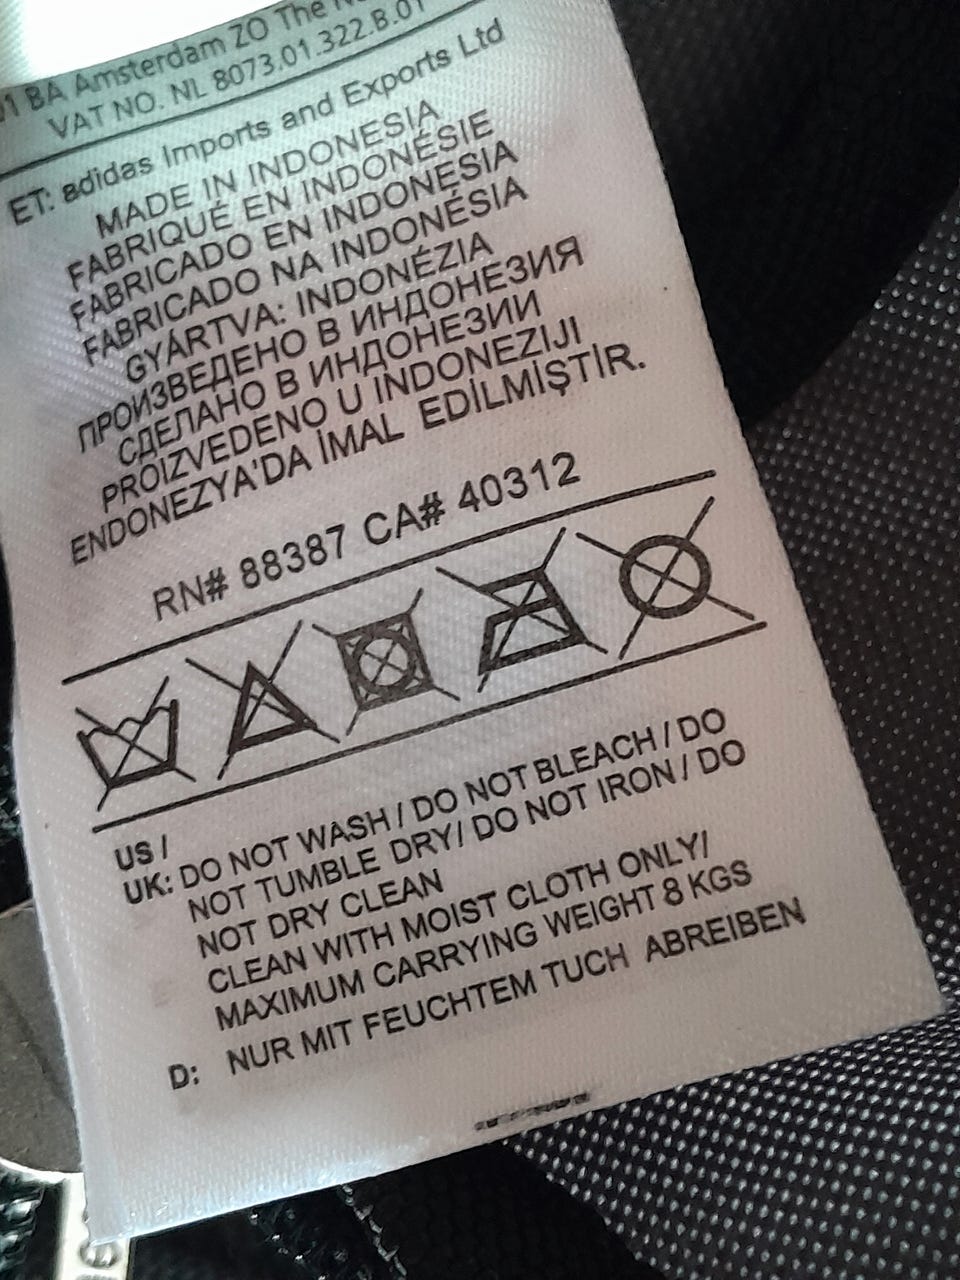 BA Amsterdam ZO The
VAT NO. NL 8073.01.322.B.01
ET: adidas Imports and Exports Ltd
MADE IN INDONESIA
FABRIQUÉ EN INDONÉSIE
FABRICADO EN INDONESIA
FABRICADO NA INDONÉSIA
GYÁRTVA: INDONÉZIA
ПРОИЗВЕДЕНО В ИНДОНЕЗИЯ
СДЕЛАНО В ИНДОНЕЗИИ
PROIZVEDENO U INDONEZIJI
ENDONEZYA'DA İMAL EDİLMİŞTİR.
RN# 88387 CA# 40312
US /
UK: DO NOT WASH / DO NOT BLEACH / DO
NOT TUMBLE DRY/ DO NOT IRON / DO
NOT DRY CLEAN
CLEAN WITH MOIST CLOTH ONLY/
MAXIMUM CARRYING WEIGHT 8 KGS
D: NUR MIT FEUCHTEM TUCH ABREIBEN